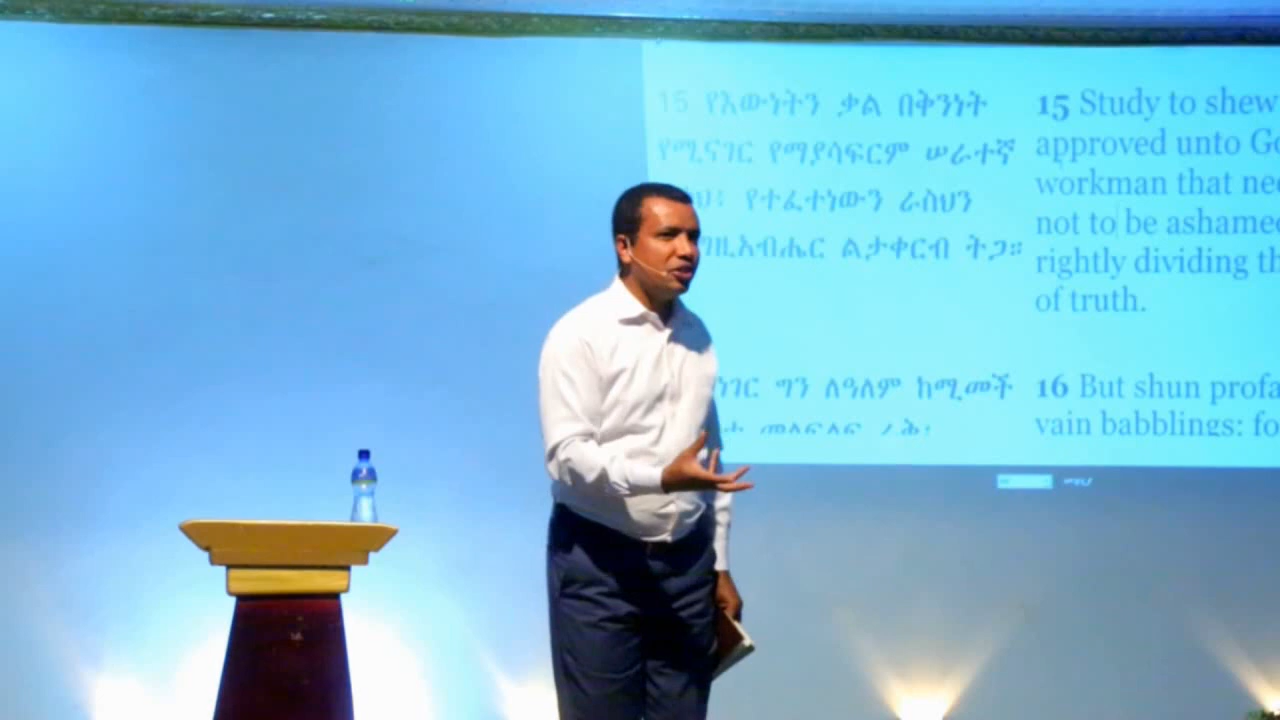 15 የእውነትን ቃል በቅንነት
የሚናገር የማያሳፍርም ሠራተኛ
የተፈተነውን ራስህን
ልታቀርብ ትጋ።
ግን ለዓለም ከሚመች
15 Study to shew
approved unto
workman that
not to be ashamed
rightly dividing
of truth.
16 But shun
vain babblings: